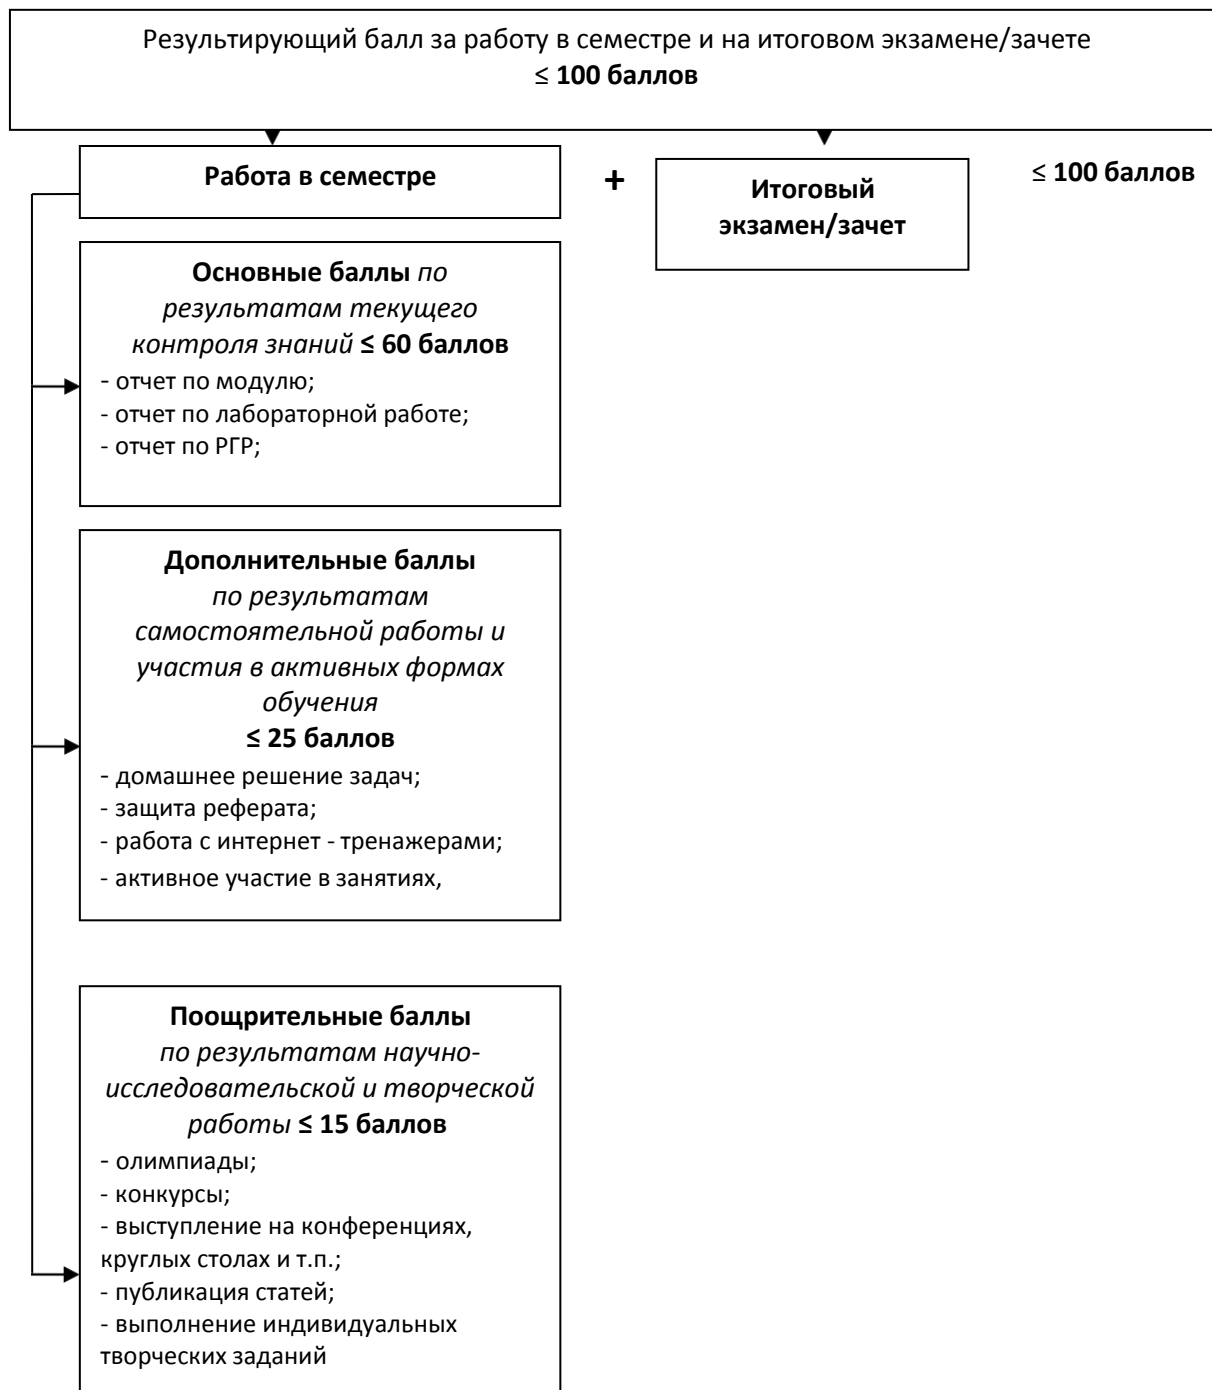 Результирующий балл за работу в семестре и на итоговом экзамене/зачете
≤ 100 баллов
Работа в семестре
+
Итоговый
экзамен/зачет
≤ 100 баллов
Основные баллы по
результатам текущего
контроля знаний ≤ 60 баллов
- отчет по модулю;
- отчет по лабораторной работе;
- отчет по РГР;
Дополнительные баллы
по результатам
самостоятельной работы и
участия в активных формах
обучения
≤ 25 баллов
- домашнее решение задач;
- защита реферата;
- работа с интернет - тренажерами;
- активное участие в занятиях,
Поощрительные баллы
по результатам научно-
исследовательской и творческой
работы ≤ 15 баллов
- олимпиады;
- конкурсы;
- выступление на конференциях,
круглых столах и т.п.;
- публикация статей;
- выполнение индивидуальных
творческих заданий